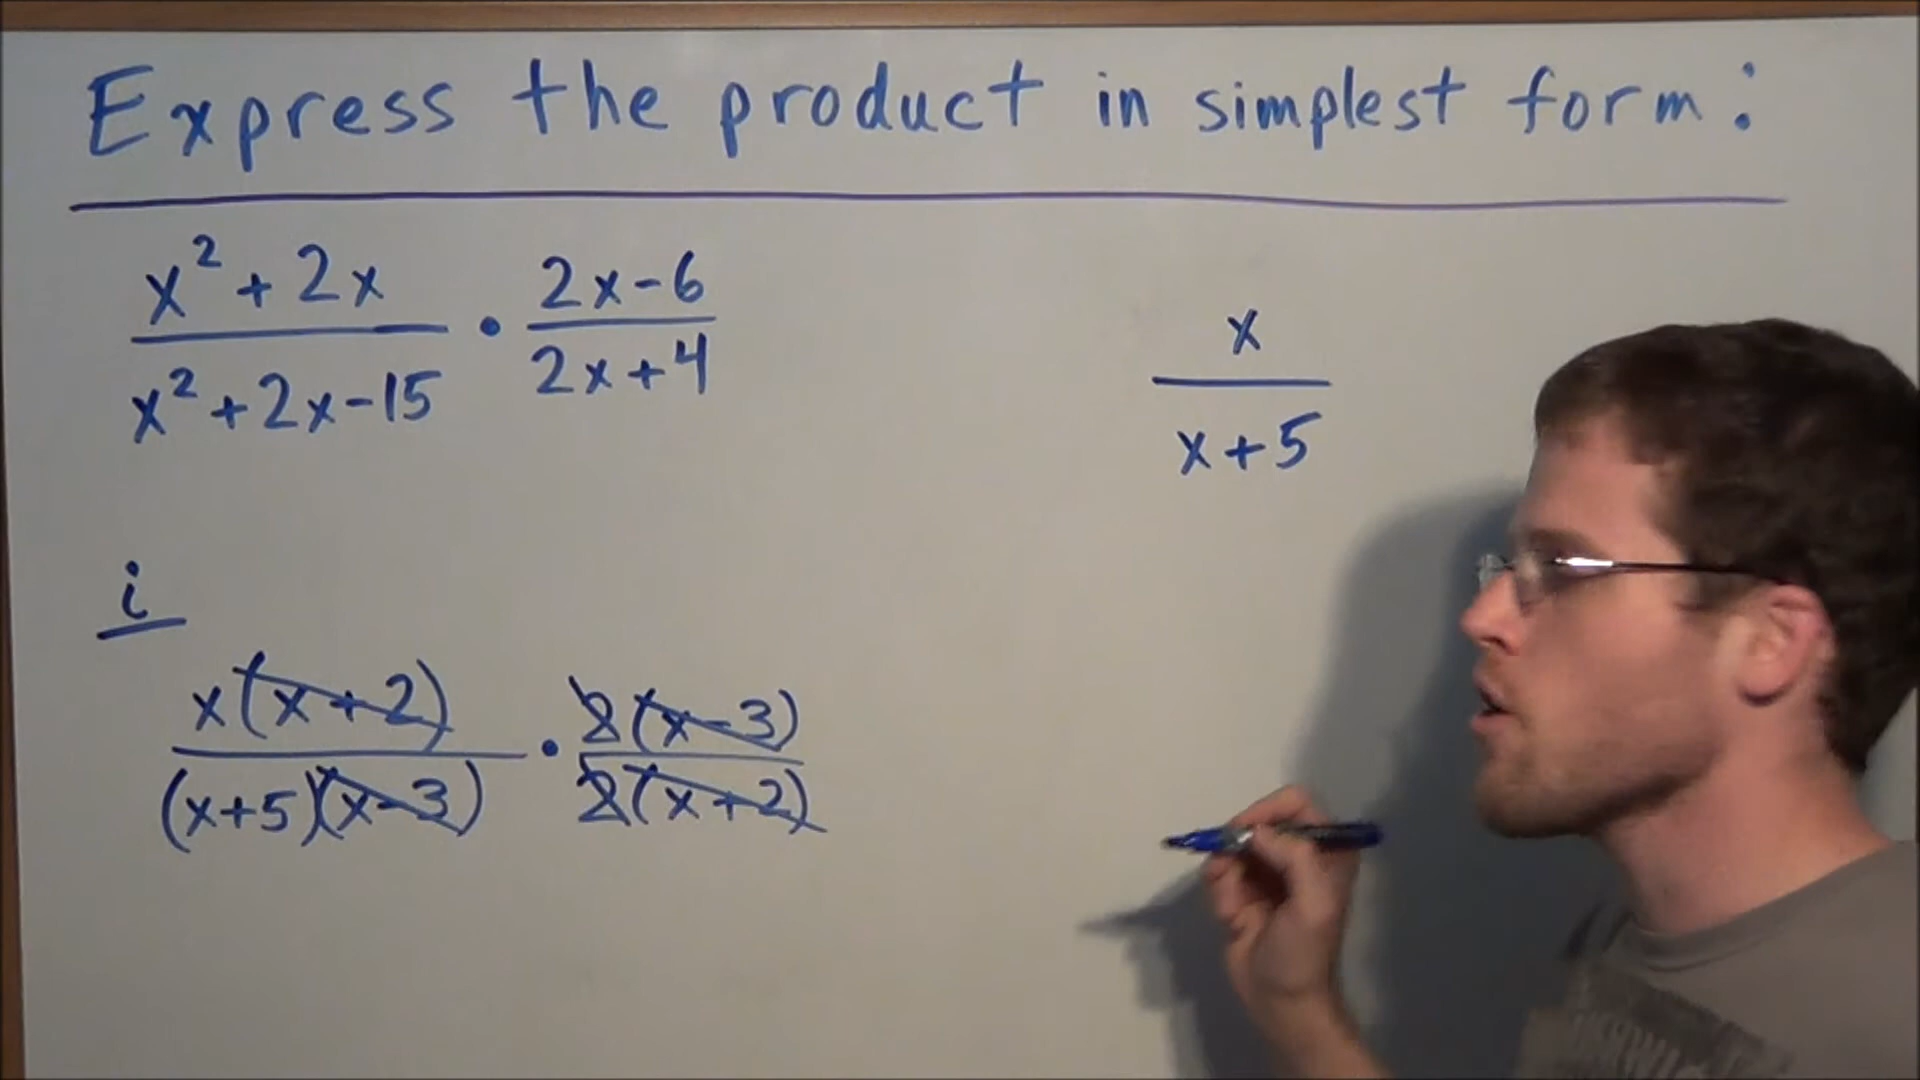 Express the product in simplest form:
x² + 2x
x² + 2x - 15
•
2x - 6
2x + 4
x
x + 5
i
x(x + 2)
(x + 5)(x - 3)
•
2(x - 3)
2(x + 2)